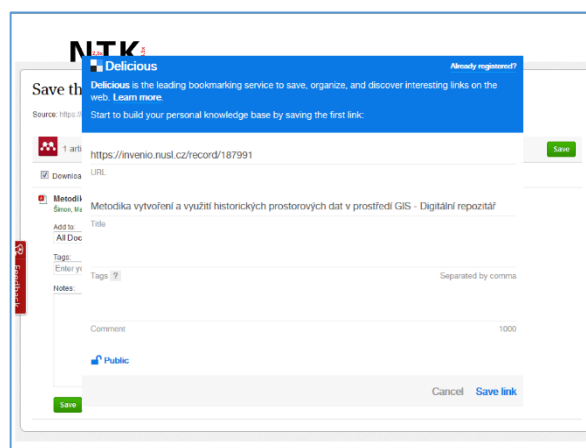 NTK
Delicious
Already registered?
Delicious is the leading bookmarking service to save, organize, and discover interesting links on the
web. Learn more.
Start to build your personal knowledge base by saving the first link:
Save th
Source: https:/
1 arti
Save
https://invenio.nusl.cz/record/187991
URL
Downloa
Metodik
Metodika vytvoření a využití historických prostorových dat v prostředí GIS - Digitální repozitář
Šimon, Ma
Title
Add to:
All Doc
Tags:
Enter yo
Tags ?
Separated by comma
Notes:
Feedback
Comment
1000
Public
Cancel
Save link
Save